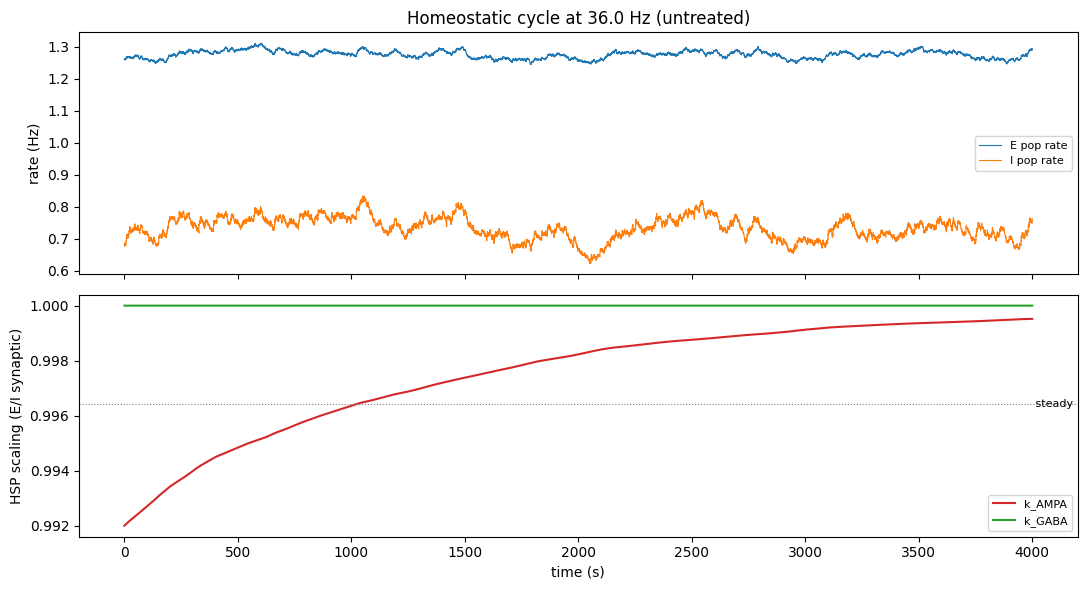 Homeostatic cycle at 36.0 Hz (untreated)
1.3
1.2
1.1
1.0
0.9
0.8
0.7
0.6
rate (Hz)
E pop rate
I pop rate
1.000
0.998
0.996
0.994
0.992
HSP scaling (E/I synaptic)
steady
k_AMPA
k_GABA
0
500
1000
1500
2000
2500
3000
3500
4000
time (s)